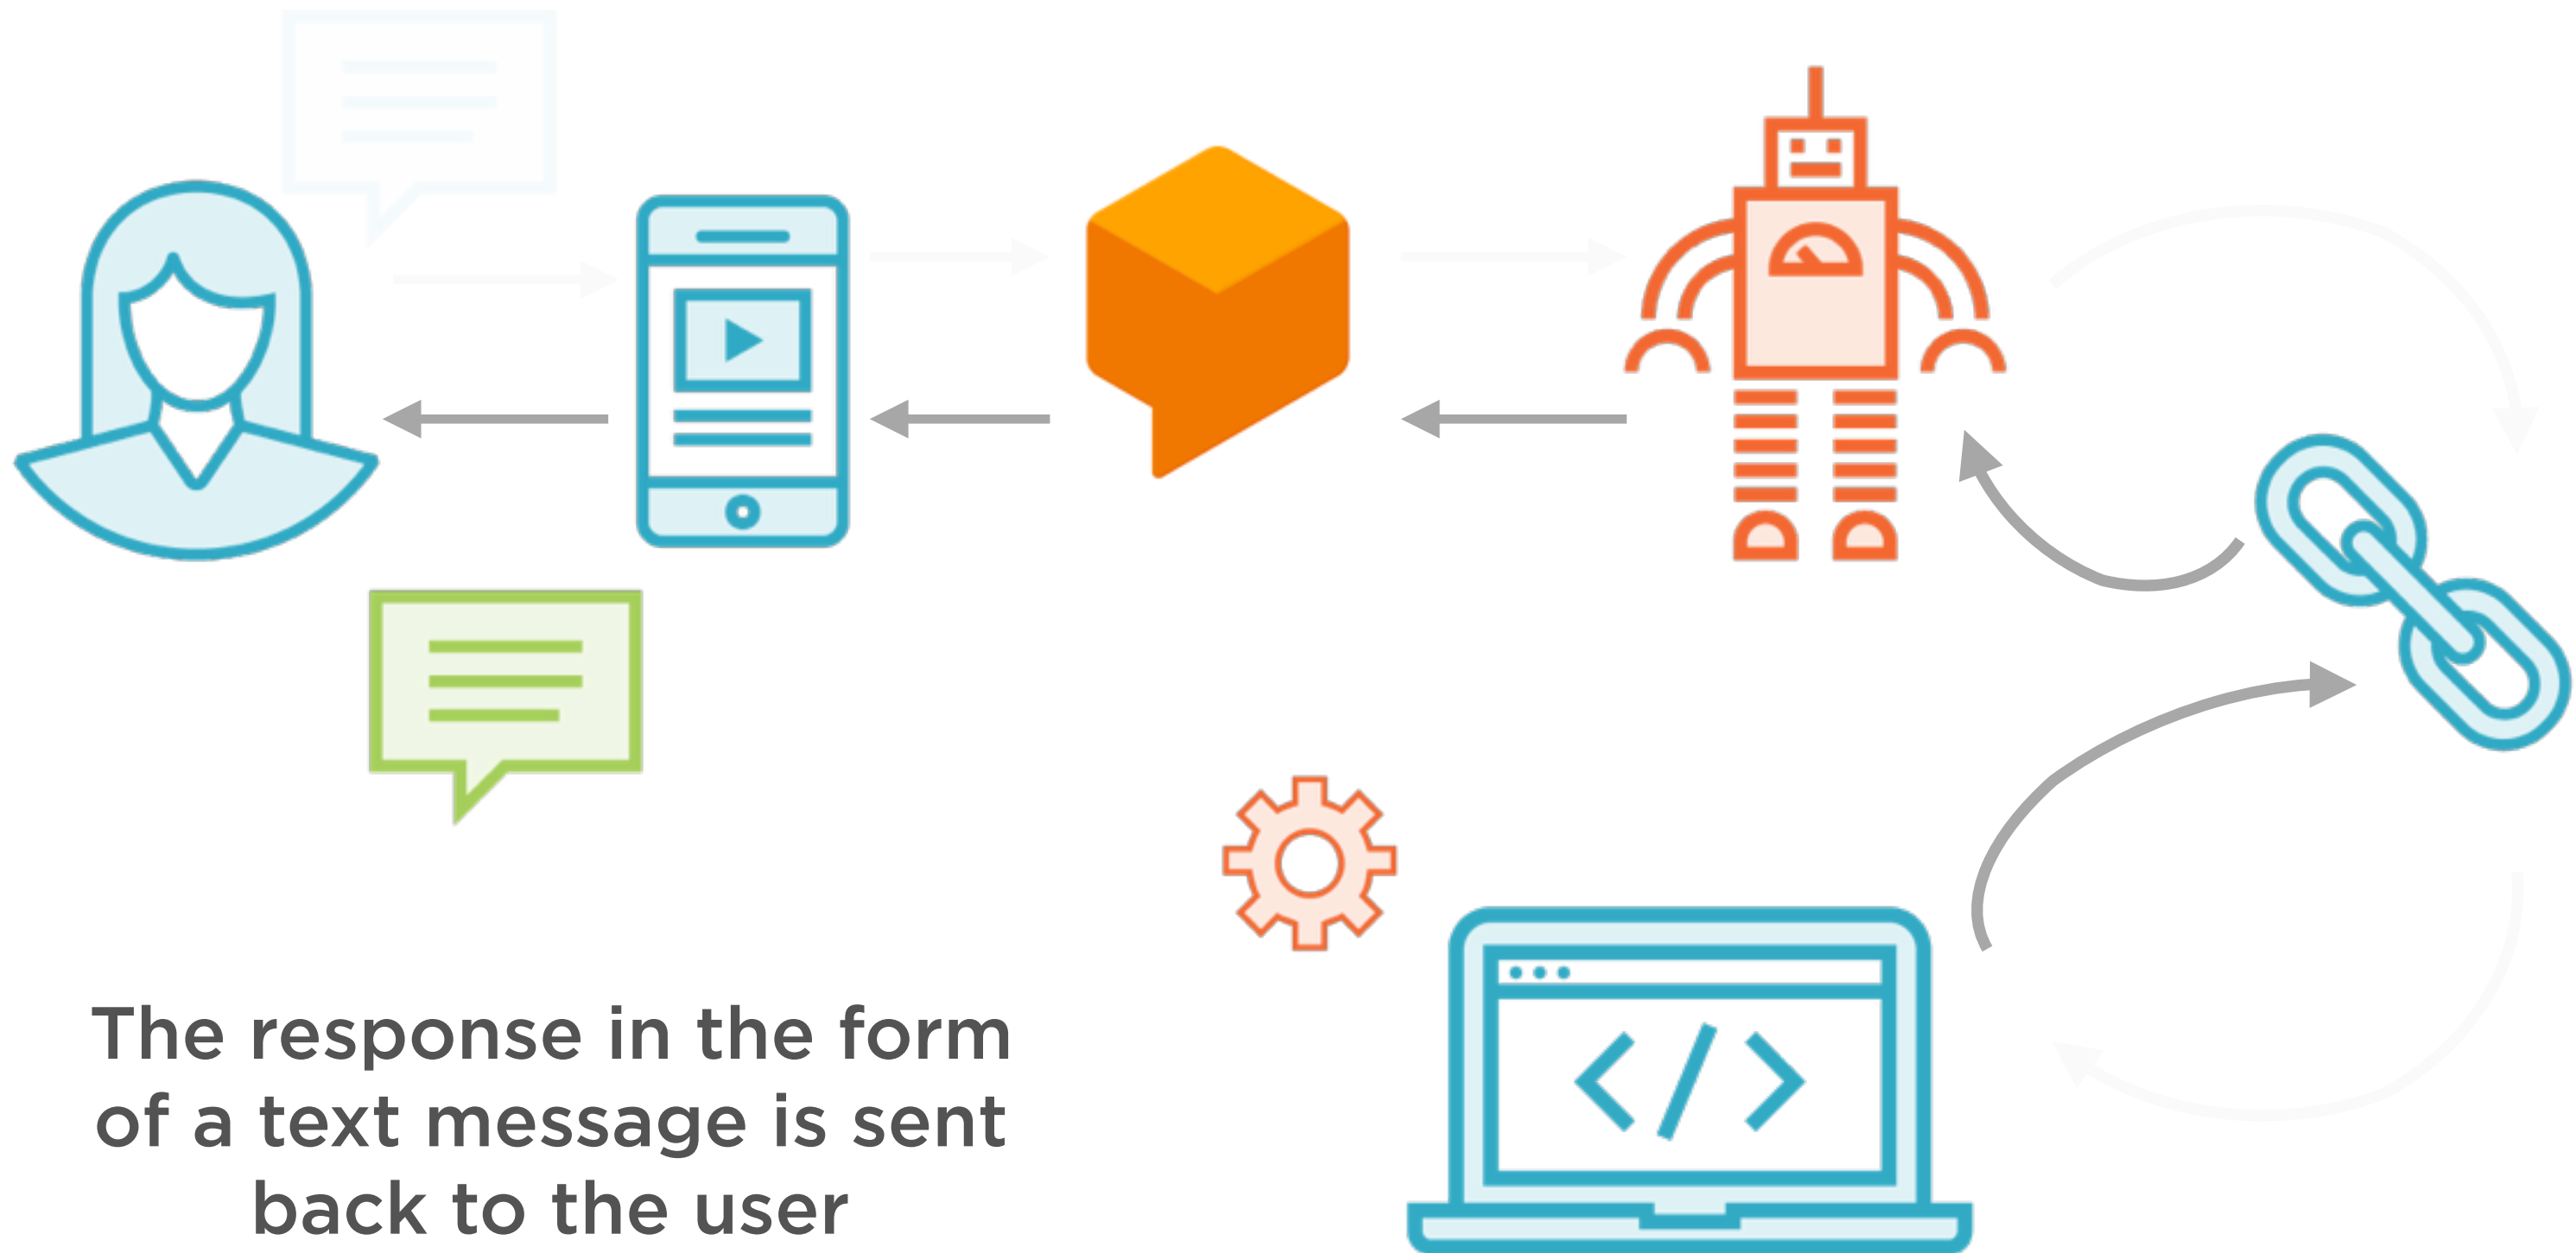 The response in the form
of a text message is sent
back to the user